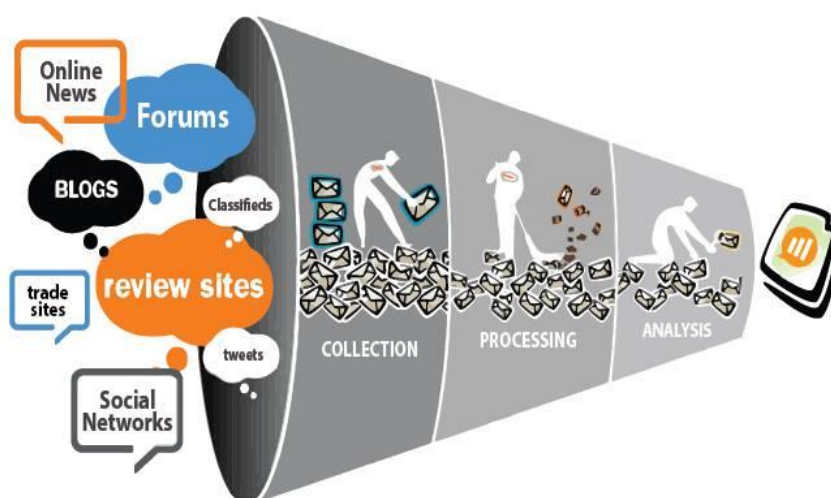 Online
News
Forums
BLOGS
Classifieds
review sites
trade
sites
tweets
Social
Networks
COLLECTION
PROCESSING
ANALYSIS